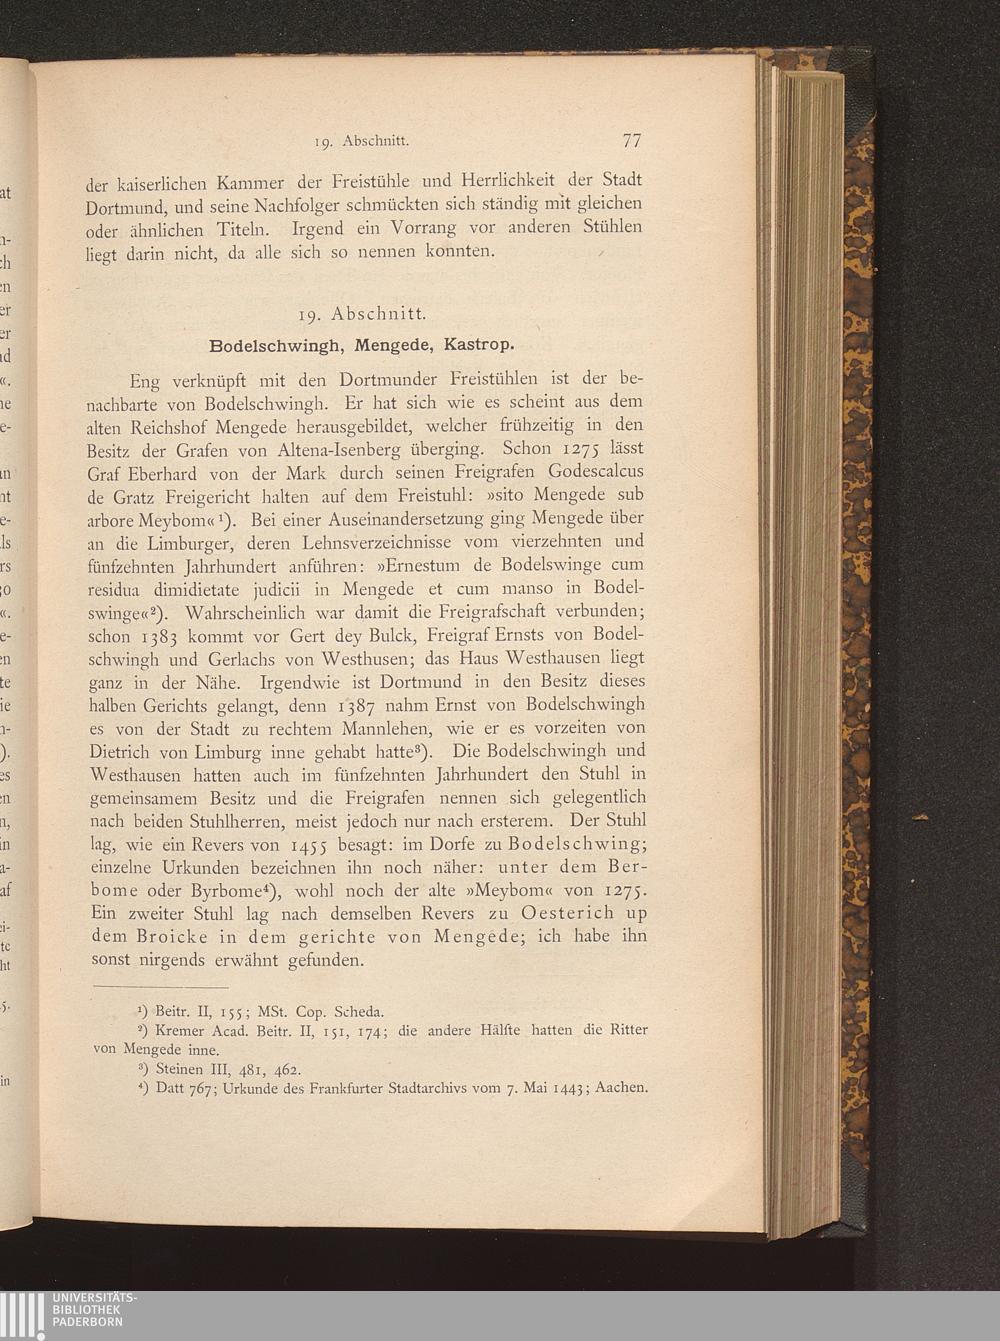 19. Abschnitt. 77
der kaiserlichen Kammer der Freistühle und Herrlichkeit der Stadt
Dortmund, und seine Nachfolger schmückten sich ständig mit gleichen
oder ähnlichen Titeln. Irgend ein Vorrang vor anderen Stühlen
liegt darin nicht, da alle sich so nennen konnten.
19. Abschnitt.
Bodelschwingh, Mengede, Kastrop.
Eng verknüpft mit den Dortmunder Freistühlen ist der be-
nachbarte von Bodelschwingh. Er hat sich wie es scheint aus dem
alten Reichshof Mengede herausgebildet, welcher frühzeitig in den
Besitz der Grafen von Altena-Isenberg überging. Schon 1275 lässt
Graf Eberhard von der Mark durch seinen Freigrafen Godescalcus
de Gratz Freigericht halten auf dem Freistuhl: »sito Mengede sub
arbore Meybom«¹). Bei einer Auseinandersetzung ging Mengede über
an die Limburger, deren Lehnsverzeichnisse vom vierzehnten und
fünfzehnten Jahrhundert anführen: »Ernestum de Bodelswinge cum
residua dimidietate judicii in Mengede et cum manso in Bodel-
swinge«²). Wahrscheinlich war damit die Freigrafschaft verbunden;
schon 1383 kommt vor Gert dey Bulck, Freigraf Ernsts von Bodel-
schwingh und Gerlachs von Westhusen; das Haus Westhausen liegt
ganz in der Nähe. Irgendwie ist Dortmund in den Besitz dieses
halben Gerichts gelangt, denn 1387 nahm Ernst von Bodelschwingh
es von der Stadt zu rechtem Mannlehen, wie er es vorzeiten von
Dietrich von Limburg inne gehabt hatte³). Die Bodelschwingh und
Westhausen hatten auch im fünfzehnten Jahrhundert den Stuhl in
gemeinsamem Besitz und die Freigrafen nennen sich gelegentlich
nach beiden Stuhlherren, meist jedoch nur nach ersterem. Der Stuhl
lag, wie ein Revers von 1455 besagt: im Dorfe zu Bodelschwing;
einzelne Urkunden bezeichnen ihn noch näher: unter dem Ber-
bome oder Byrbome⁴), wohl noch der alte »Meybom« von 1275.
Ein zweiter Stuhl lag nach demselben Revers zu Oesterich up
dem Broicke in dem gerichte von Mengede; ich habe ihn
sonst nirgends erwähnt gefunden.
¹) Beitr. II, 155; MSt. Cop. Scheda.
²) Kremer Acad. Beitr. II, 151, 174; die andere Hälfte hatten die Ritter
von Mengede inne.
³) Steinen III, 481, 462.
⁴) Datt 767; Urkunde des Frankfurter Stadtarchivs vom 7. Mai 1443; Aachen.
UNIVERSITÄTS-
BIBLIOTHEK
PADERBORN